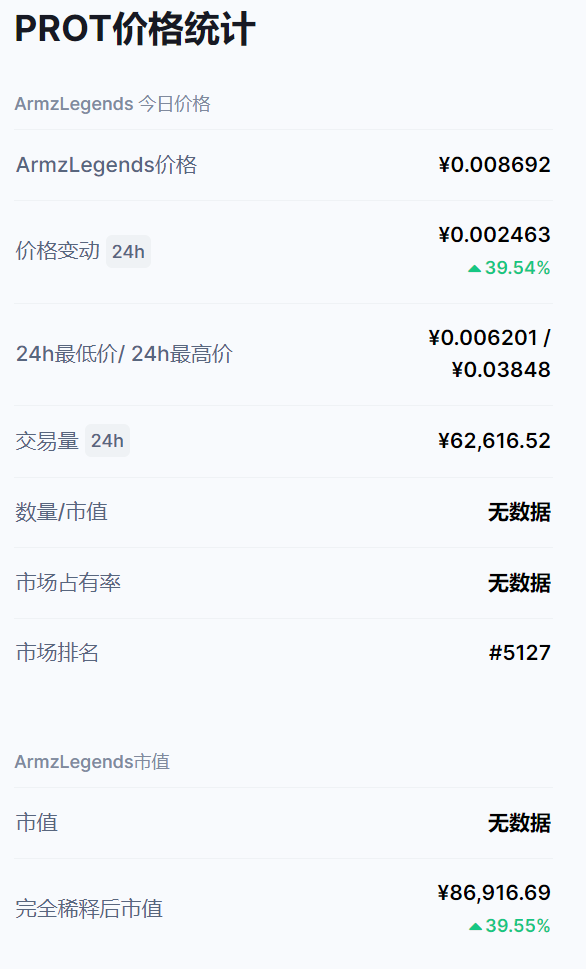 PROT价格统计
ArmzLegends 今日价格
ArmzLegends价格
¥0.008692
价格变动 24h
¥0.002463
▲39.54%
24h最低价/ 24h最高价
¥0.006201 /
¥0.03848
交易量 24h
¥62,616.52
数量/市值
无数据
市场占有率
无数据
市场排名
#5127
ArmzLegends市值
市值
无数据
完全稀释后市值
¥86,916.69
▲39.55%